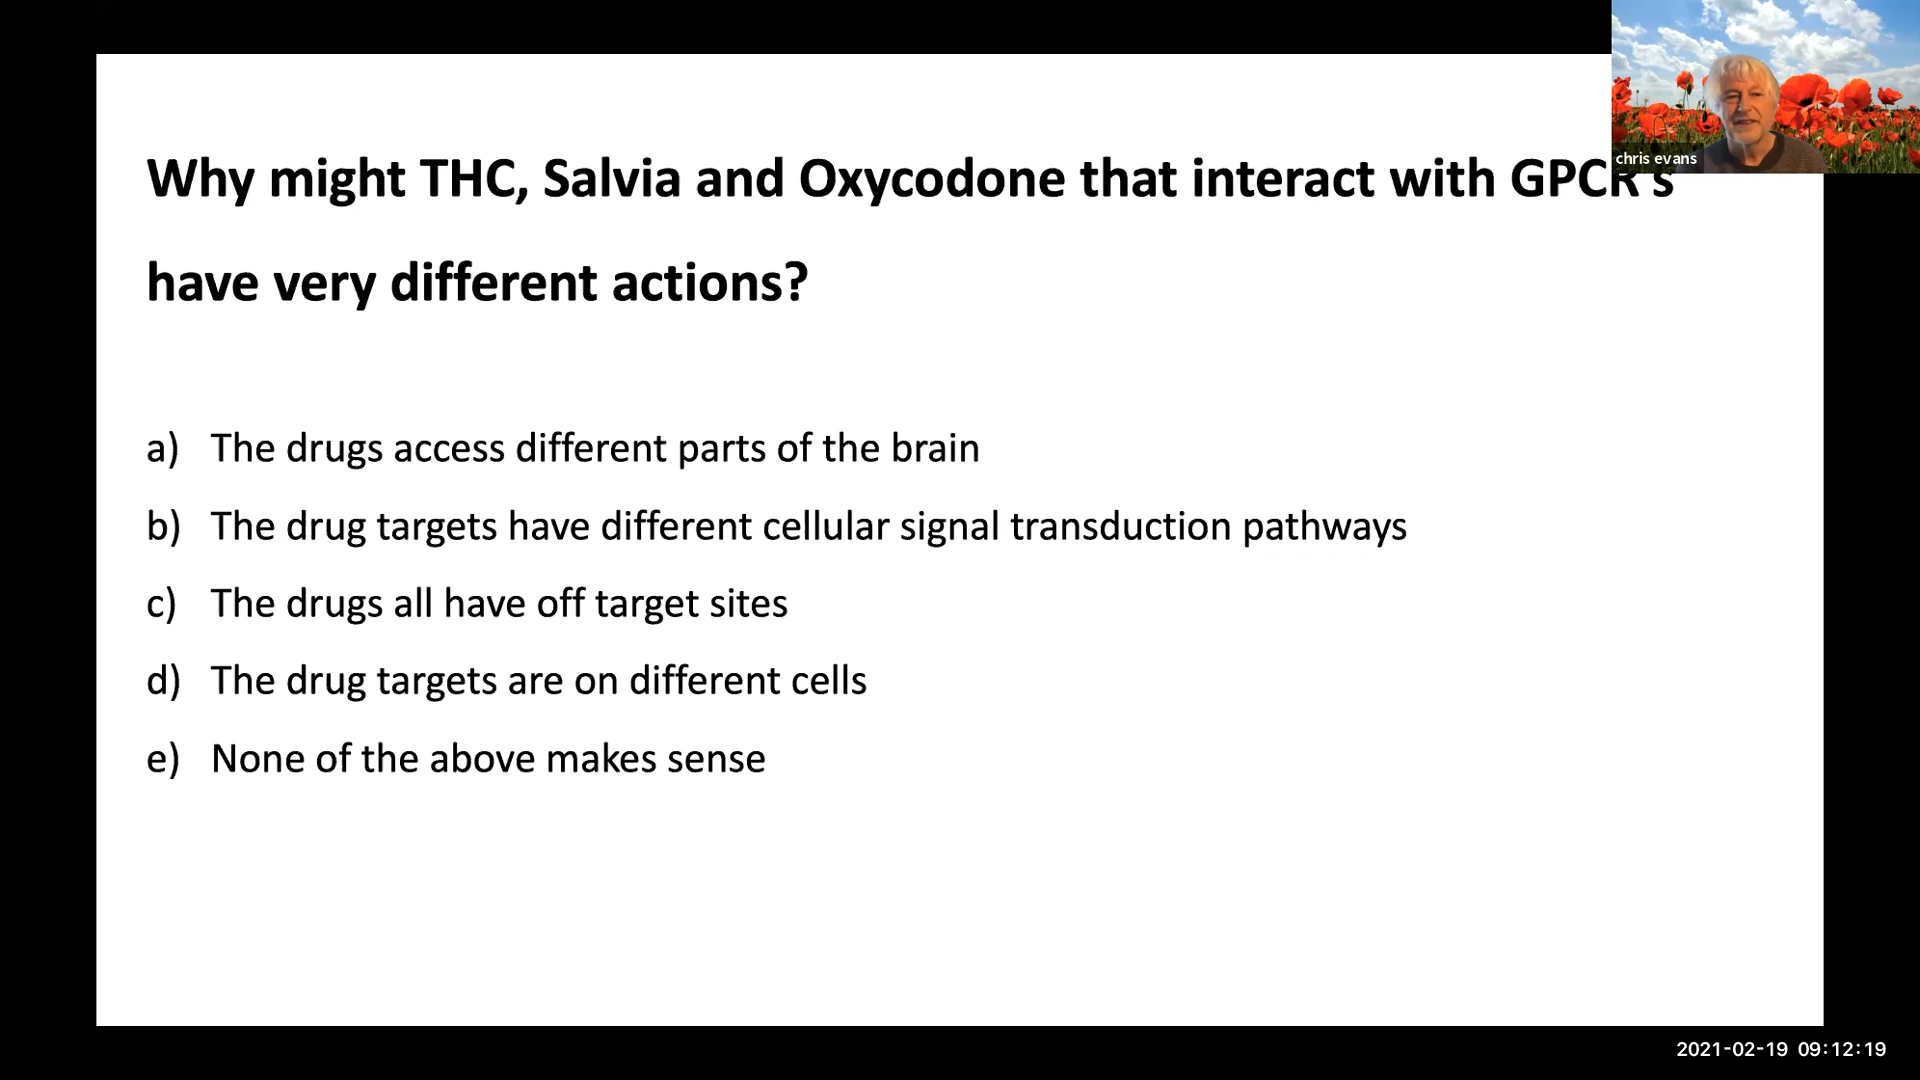 chris evans
Why might THC, Salvia and Oxycodone that interact with GPCR's
have very different actions?
a) The drugs access different parts of the brain
b) The drug targets have different cellular signal transduction pathways
c) The drugs all have off target sites
d) The drug targets are on different cells
e) None of the above makes sense
2021-02-19 09:12:19